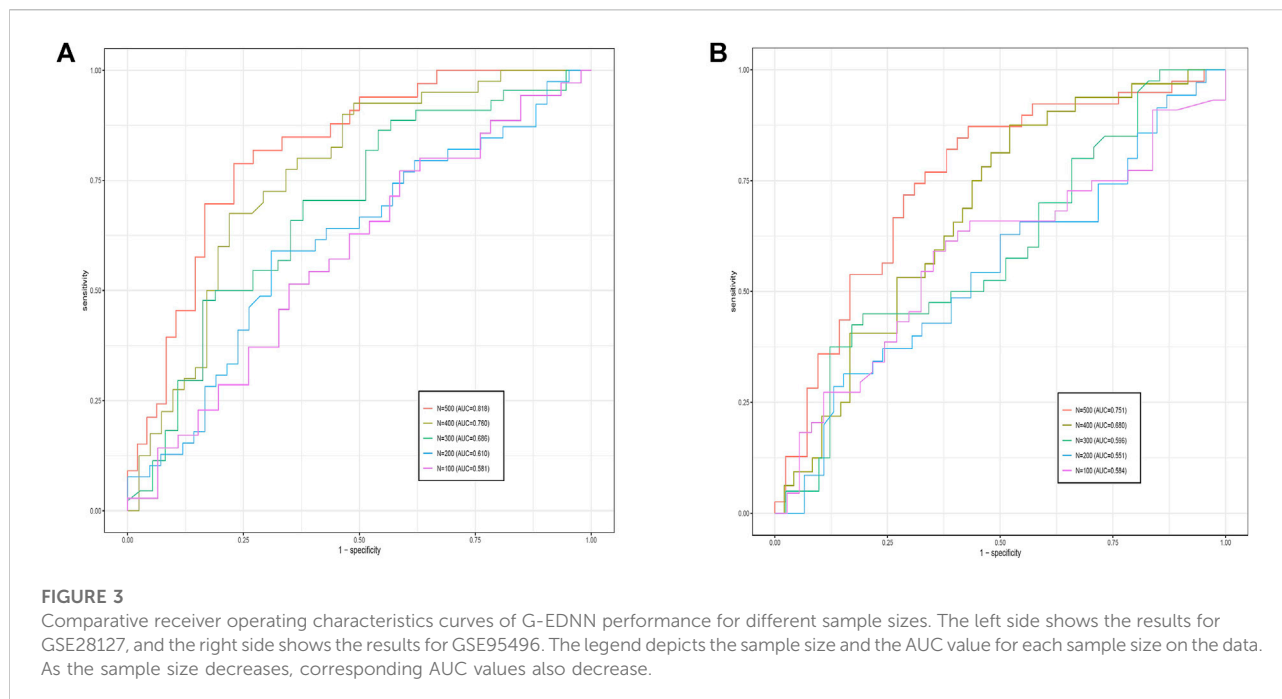 A
1.00
0.75
sensitivity
0.50
0.25
0.00
N=500 (AUC=0.818)
N=400 (AUC=0.760)
N=300 (AUC=0.686)
N=200 (AUC=0.610)
N=100 (AUC=0.581)
0.00
0.25
0.50
0.75
1.00
1 − specificity
B
1.00
0.75
sensitivity
0.50
0.25
0.00
N=500 (AUC=0.751)
N=400 (AUC=0.680)
N=300 (AUC=0.595)
N=200 (AUC=0.551)
N=100 (AUC=0.584)
0.00
0.25
0.50
0.75
1.00
1 − specificity
FIGURE 3
Comparative receiver operating characteristics curves of G-EDNN performance for different sample sizes. The left side shows the results for
GSE28127, and the right side shows the results for GSE95496. The legend depicts the sample size and the AUC value for each sample size on the data.
As the sample size decreases, corresponding AUC values also decrease.